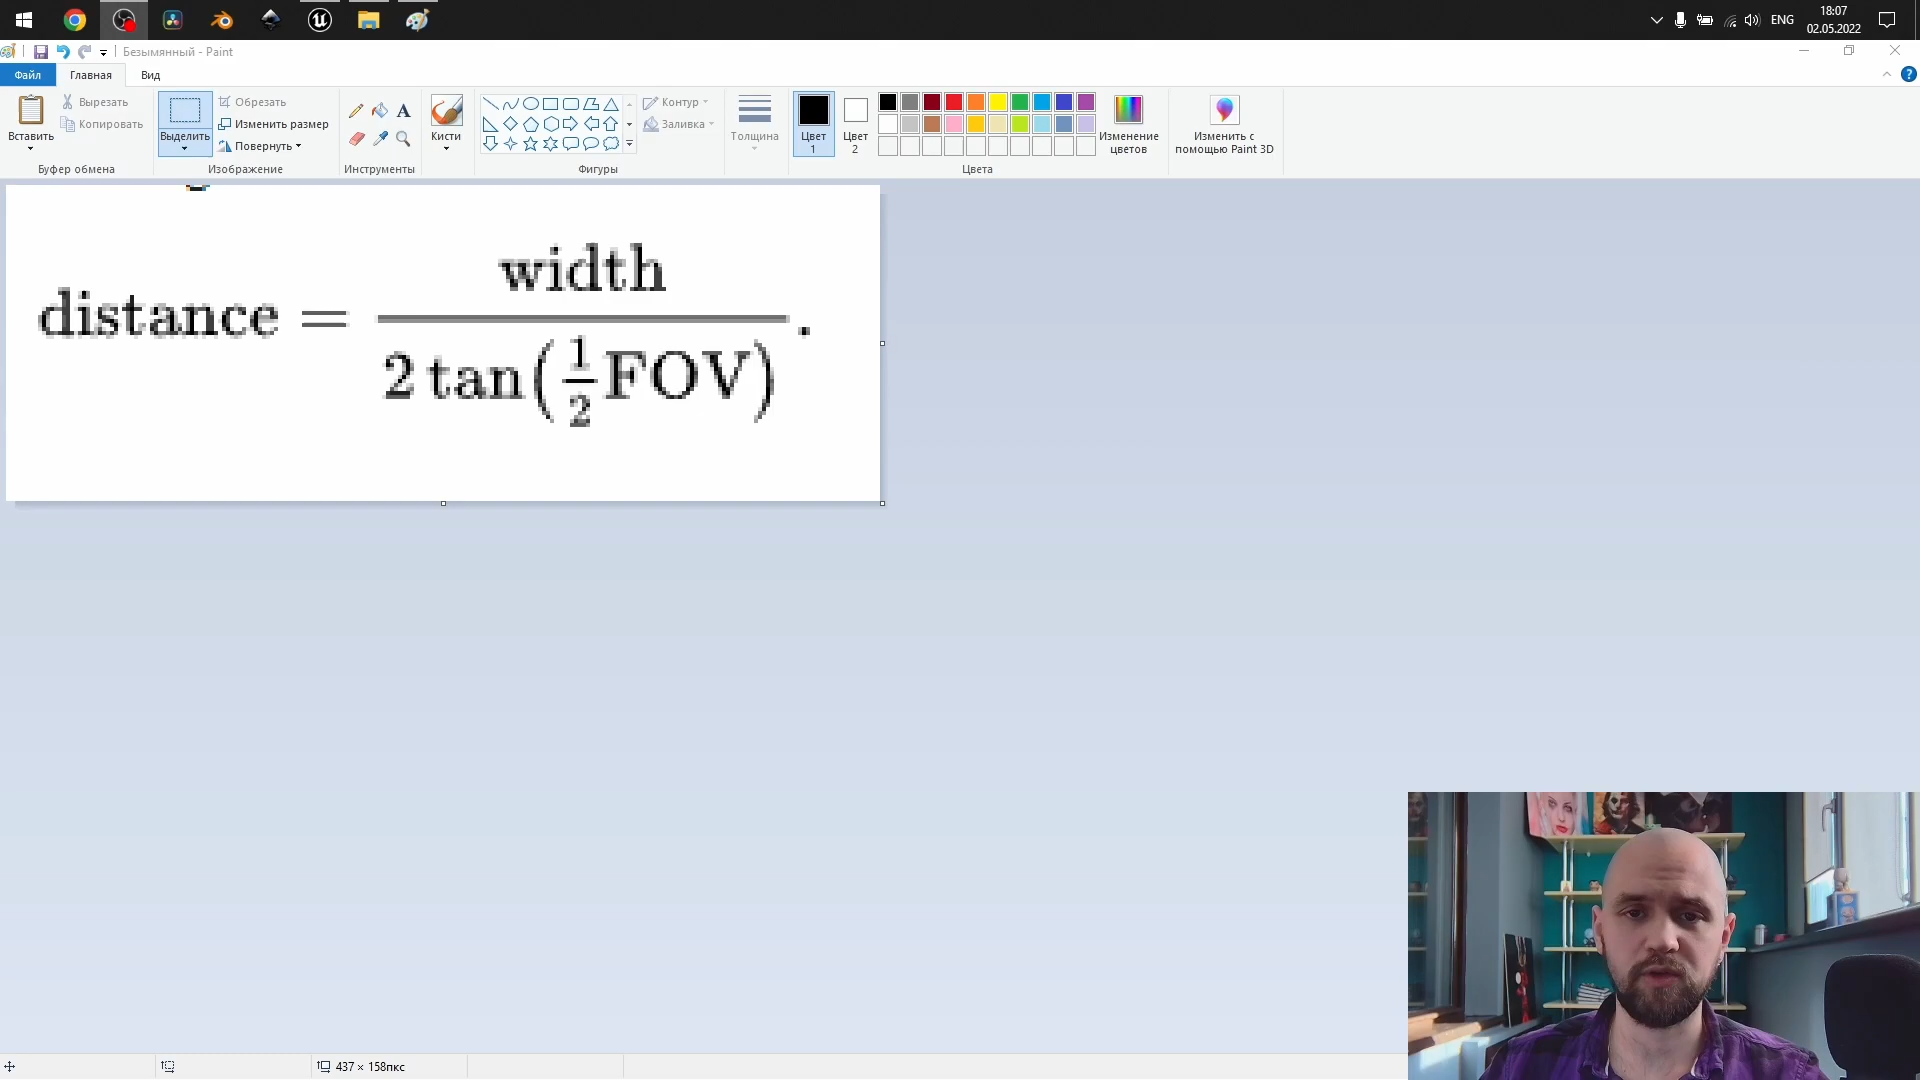 18:07
ENG
02.05.2022
Безымянный - Paint
Файл
Главная
Вид
Вставить
Вырезать
Копировать
Буфер обмена
Выделить
Обрезать
Изменить размер
Повернуть
Изображение
A
Инструменты
Кисти
Контур
Заливка
Фигуры
Толщина
Цвет
1
Цвет
2
Изменение
цветов
Цвета
Изменить с
помощью Paint 3D
width
distance = ———— .
2 tan(½FOV)
437 × 158пкс